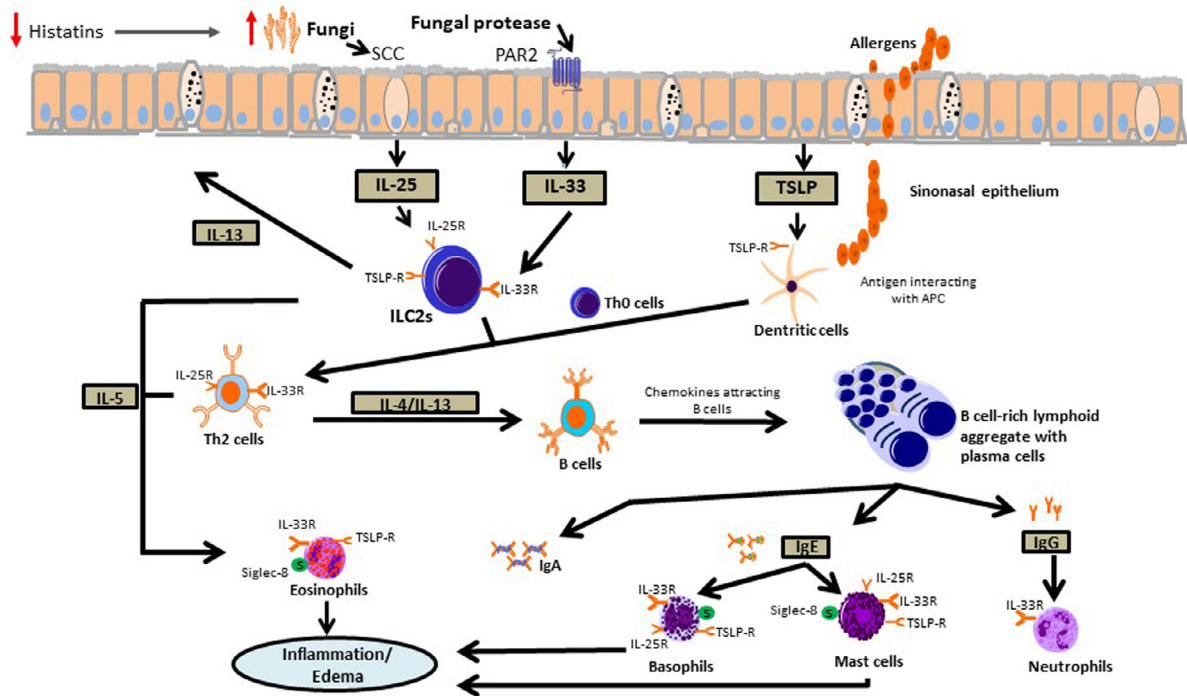 Histatins
Fungi
SCC
Fungal protease
PAR2
Allergens
IL-25
IL-33
TSLP
Sinonasal epithelium
IL-13
IL-25R
TSLP-R
IL-33R
ILC2s
Th0 cells
TSLP-R
Antigen interacting
with APC
Dentritic cells
IL-5
IL-25R
IL-33R
Th2 cells
IL-4/IL-13
B cells
Chemokines attracting
B cells
B cell-rich lymphoid
aggregate with
plasma cells
IL-33R
TSLP-R
Siglec-8
S
Eosinophils
IgA
IgE
IgG
IL-33R
S
IL-25R
TSLP-R
Basophils
IL-25R
IL-33R
Siglec-8
S
TSLP-R
Mast cells
IL-33R
Neutrophils
Inflammation/
Edema